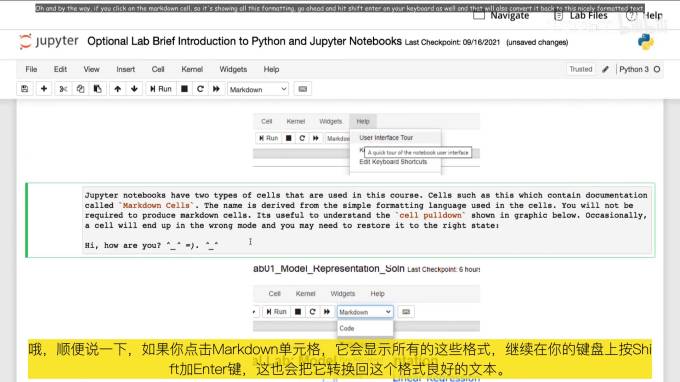 Oh and by the way, if you click on the markdown cell, so it's showing all this formatting, go ahead and hit shift enter on your keyboard as well and that will also convert it back to this nicely formatted text.
Navigate Lab Files Help
jupyter Optional Lab Brief Introduction to Python and Jupyter Notebooks Last Checkpoint: 09/16/2021 (unsaved changes)
File Edit View Insert Cell Kernel Widgets Help Trusted Python 3
Run Markdown
Cell Kernel Widgets Help
Run Markdow User Interface Tour
A quick tour of the notebook user interface
Edit Keyboard Shortcuts
Jupyter notebooks have two types of cells that are used in this course. Cells such as this which contain documentation
called `Markdown Cells`. The name is derived from the simple formatting language used in the cells. You will not be
required to produce markdown cells. Its useful to understand the `cell pulldown` shown in graphic below. Occasionally,
a cell will end up in the wrong mode and you may need to restore it to the right state:
Hi, how are you? ^_^ =). ^_^
ab01_Model_Representation_Soln Last Checkpoint: 6 hours
Cell Kernel Widgets Help
Run Markdown
Code
哦，顺便说一下，如果你点击Markdown单元格，它会显示所有的这些格式，继续在你的键盘上按Shi
ft加Enter键，这也会把它转换回这个格式良好的文本。